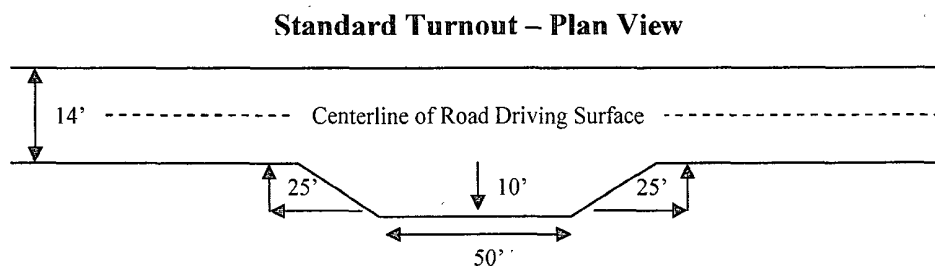 Standard Turnout – Plan View
14'
Centerline of Road Driving Surface
25'
10'
25'
50'